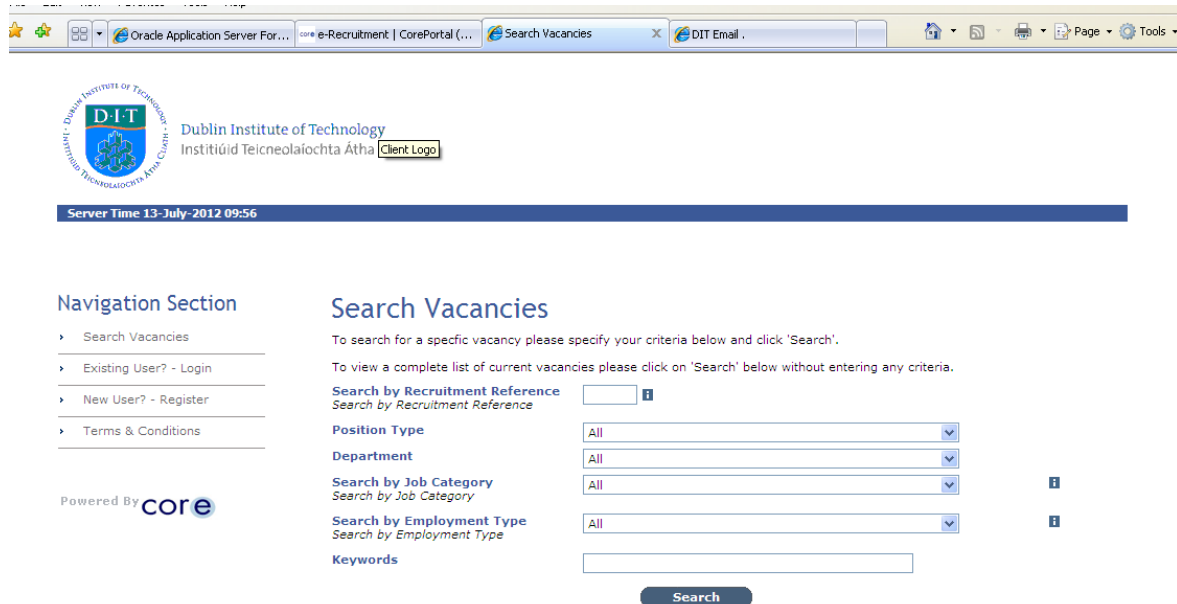 Oracle Application Server For...
core e-Recruitment | CorePortal (...
Search Vacancies
X
DIT Email .
Page
Tools
INSTITUTE OF TECHNOLOGY
DUBLIN
D·I·T
Dublin Institute of Technology
Institiúid Teicneolaíochta Átha
Client Logo
Server Time 13-July-2012 09:56
Navigation Section
Search Vacancies
Existing User? - Login
New User? - Register
Terms & Conditions
Powered By core
Search Vacancies
To search for a specfic vacancy please specify your criteria below and click 'Search'.
To view a complete list of current vacancies please click on 'Search' below without entering any criteria.
Search by Recruitment Reference
Search by Recruitment Reference
i
Position Type
All
Department
All
Search by Job Category
All
i
Search by Job Category
Search by Employment Type
All
i
Search by Employment Type
Keywords
Search